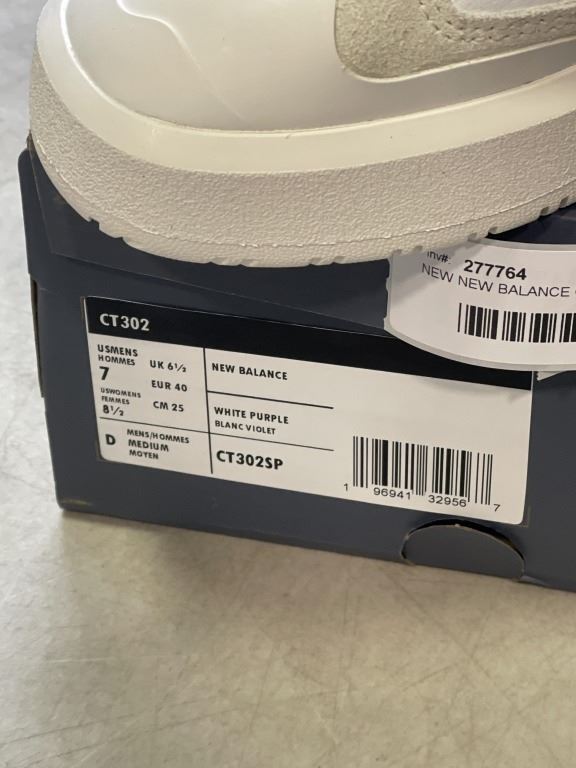 Inv#: 277764
NEW NEW BALANCE
CT302
USMENS
HOMMES
7
USWOMENS
FEMMES
8½
UK 6½
EUR 40
CM 25
NEW BALANCE
WHITE PURPLE
BLANC VIOLET
D
MENS/HOMMES
MEDIUM
MOYEN
CT302SP
1 96941 32956 7